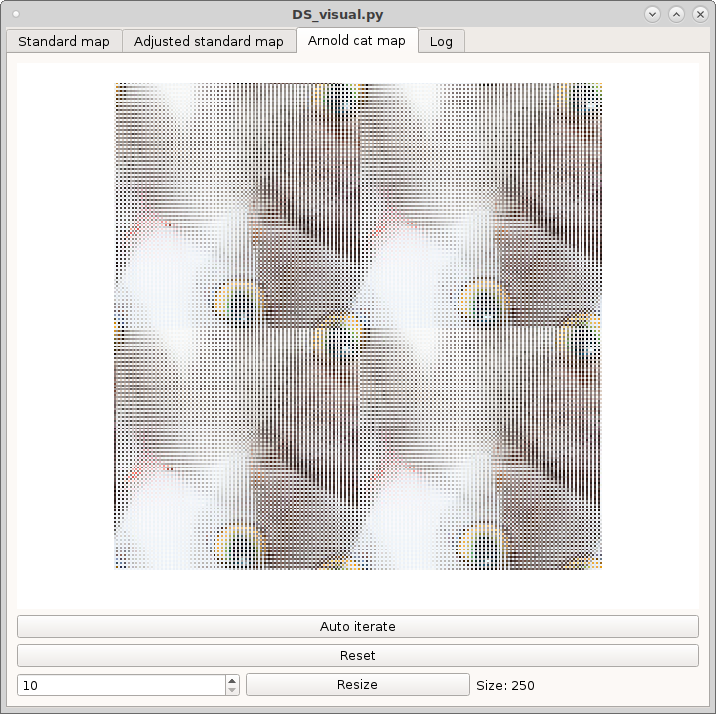 DS_visual.py
Standard map Adjusted standard map Arnold cat map Log
Auto iterate
Reset
10 Resize Size: 250